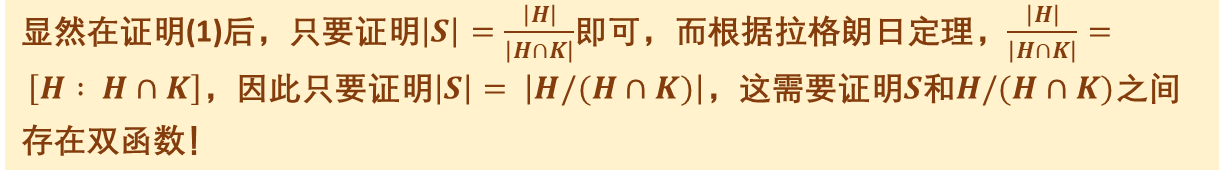 显然在证明(1)后，只要证明|S| = |H|/|H∩K|即可，而根据拉格朗日定理，|H|/|H∩K| =
[H : H ∩ K]，因此只要证明|S| = |H/(H ∩ K)|，这需要证明S和H/(H ∩ K)之间
存在双函数！